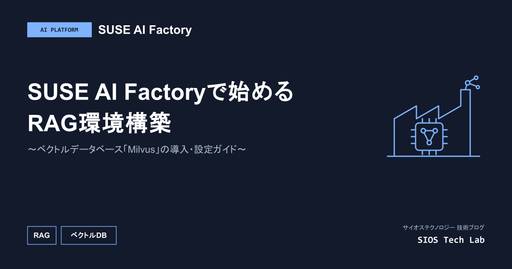 AI PLATFORM
SUSE AI Factory
SUSE AI Factoryで始める
RAG環境構築
〜ベクトルデータベース「Milvus」の導入・設定ガイド〜
RAG
ベクトルDB
サイオステクノロジー 技術ブログ
SIOS Tech Lab